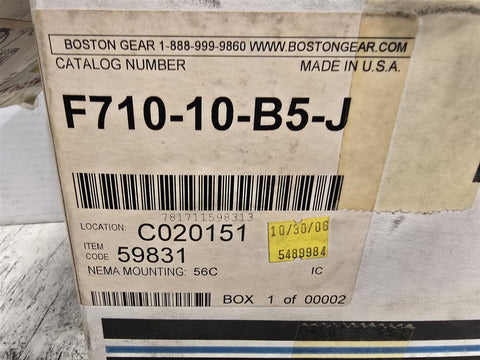 BOSTON GEAR 1-888-999-9860 WWW.BOSTONGEAR.COM
CATALOG NUMBER MADE IN U.S.A.
F710-10-B5-J
781711598313
LOCATION: C020151
10/30/06
ITEM CODE 59831
5489984
NEMA MOUNTING: 56C IC
BOX 1 of 00002